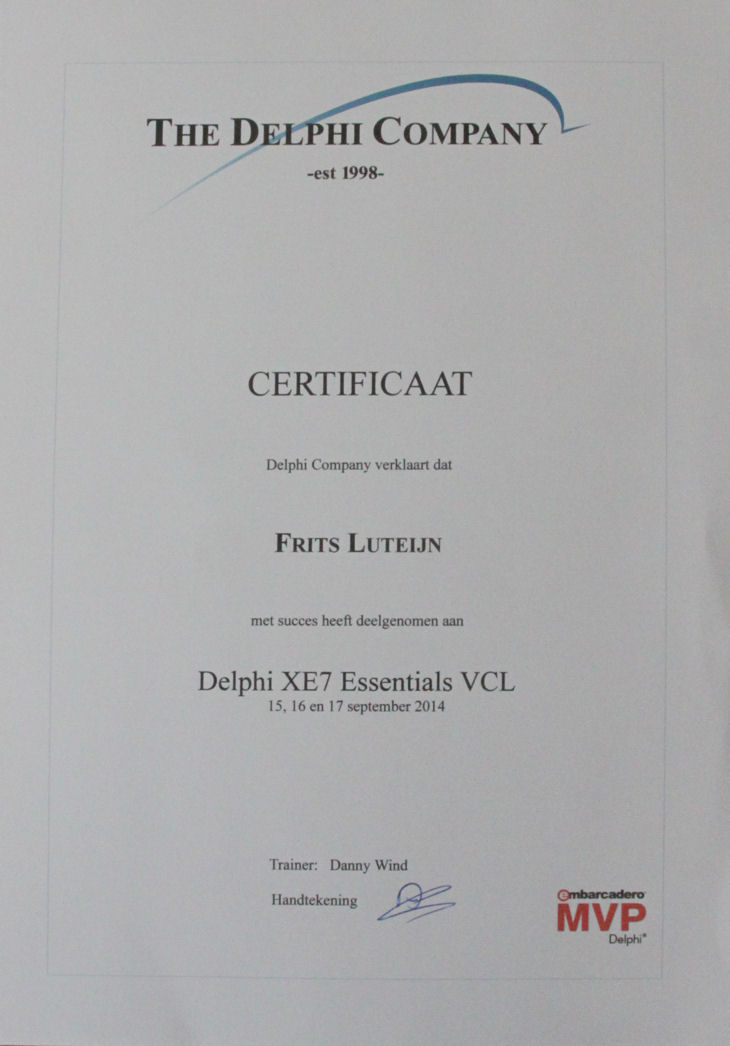 THE DELPHI COMPANY
-est 1998-
CERTIFICAAT
Delphi Company verklaart dat
FRITS LUTEIJN
met succes heeft deelgenomen aan
Delphi XE7 Essentials VCL
15, 16 en 17 september 2014
Trainer: Danny Wind
Handtekening
embarcadero
MVP
Delphi®